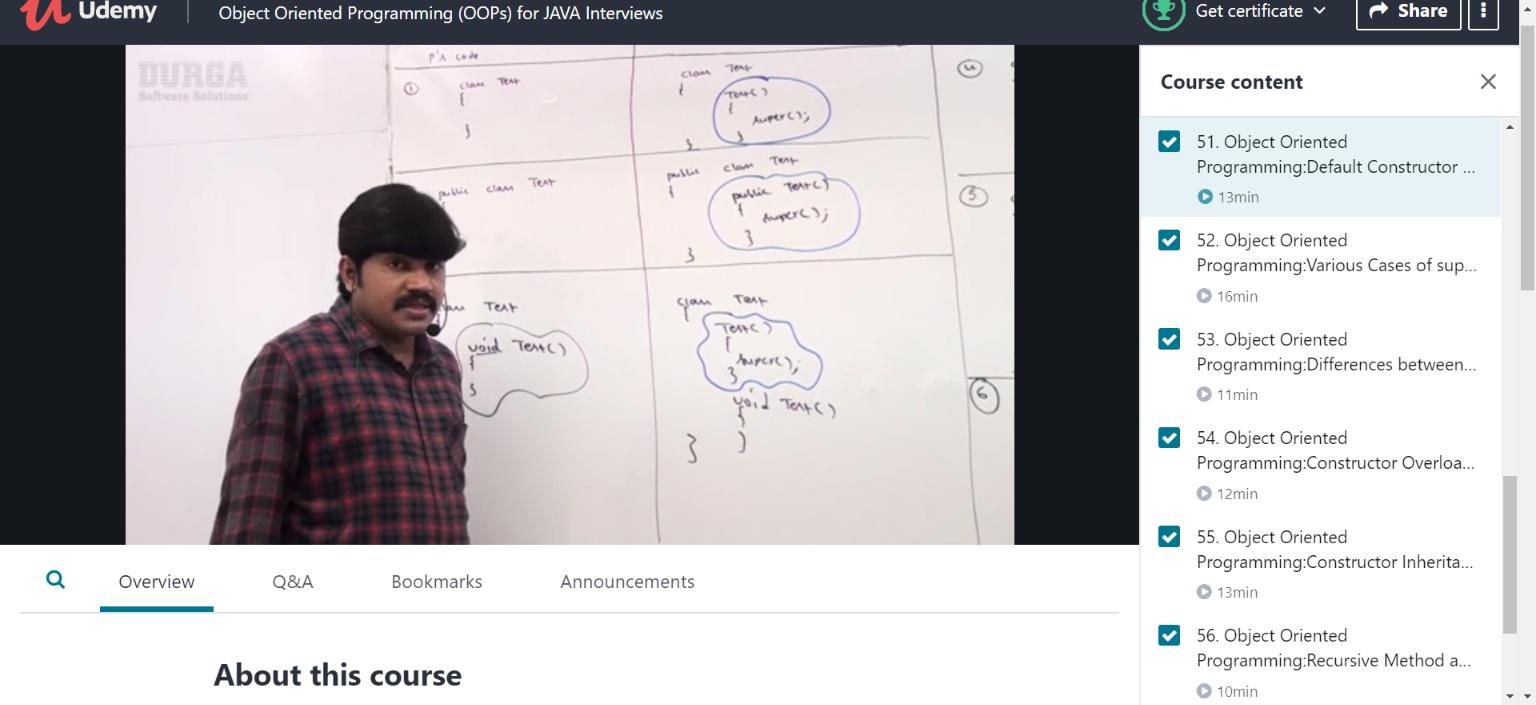 Udemy
Object Oriented Programming (OOPs) for JAVA Interviews
Get certificate
Share
DURGA
Software Solutions
P's code
①
class Test
{
}
class Test
{
Test()
{
super();
}
}
④
public class Test
public class Test
{
public Test()
{
super();
}
}
⑤
Test
void Test()
{
}
class Test
{
Test()
{
super();
}
void Test()
{
}
}
⑥
Course content
51. Object Oriented
Programming:Default Constructor ...
13min
52. Object Oriented
Programming:Various Cases of sup...
16min
53. Object Oriented
Programming:Differences between...
11min
54. Object Oriented
Programming:Constructor Overloa...
12min
55. Object Oriented
Programming:Constructor Inherita...
13min
56. Object Oriented
Programming:Recursive Method a...
10min
Overview
Q&A
Bookmarks
Announcements
About this course